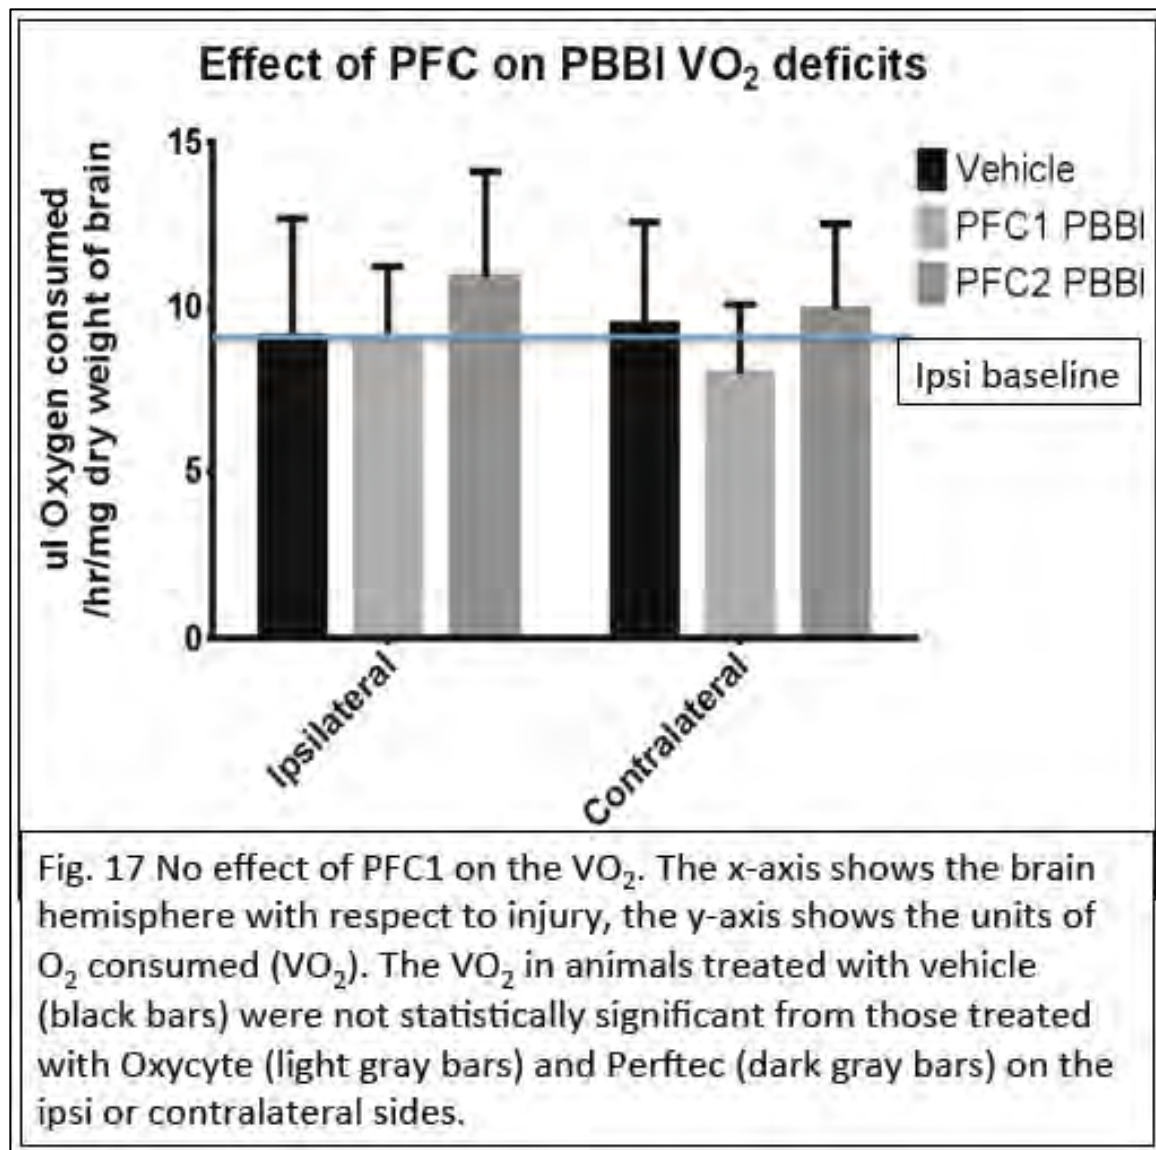 Effect of PFC on PBBI VO₂ deficits
ul Oxygen consumed
/hr/mg dry weight of brain
15
10
5
0
Vehicle
PFC1 PBBI
PFC2 PBBI
Ipsi baseline
Ipsilateral
Contralateral
Fig. 17 No effect of PFC1 on the VO₂. The x-axis shows the brain
hemisphere with respect to injury, the y-axis shows the units of
O₂ consumed (VO₂). The VO₂ in animals treated with vehicle
(black bars) were not statistically significant from those treated
with Oxycyte (light gray bars) and Perftec (dark gray bars) on the
ipsi or contralateral sides.